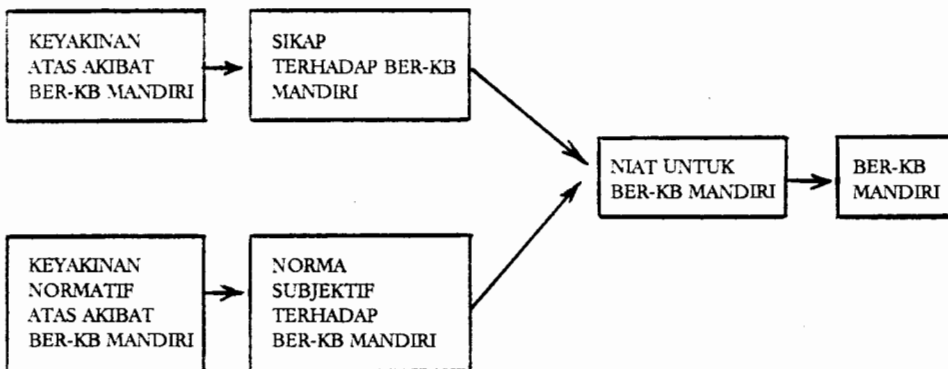 KEYAKINAN
ATAS AKIBAT
BER-KB MANDIRI
SIKAP
TERHADAP BER-KB
MANDIRI
NIAT UNTUK
BER-KB MANDIRI
BER-KB
MANDIRI
KEYAKINAN
NORMATIF
ATAS AKIBAT
BER-KB MANDIRI
NORMA
SUBJEKTIF
TERHADAP
BER-KB MANDIRI